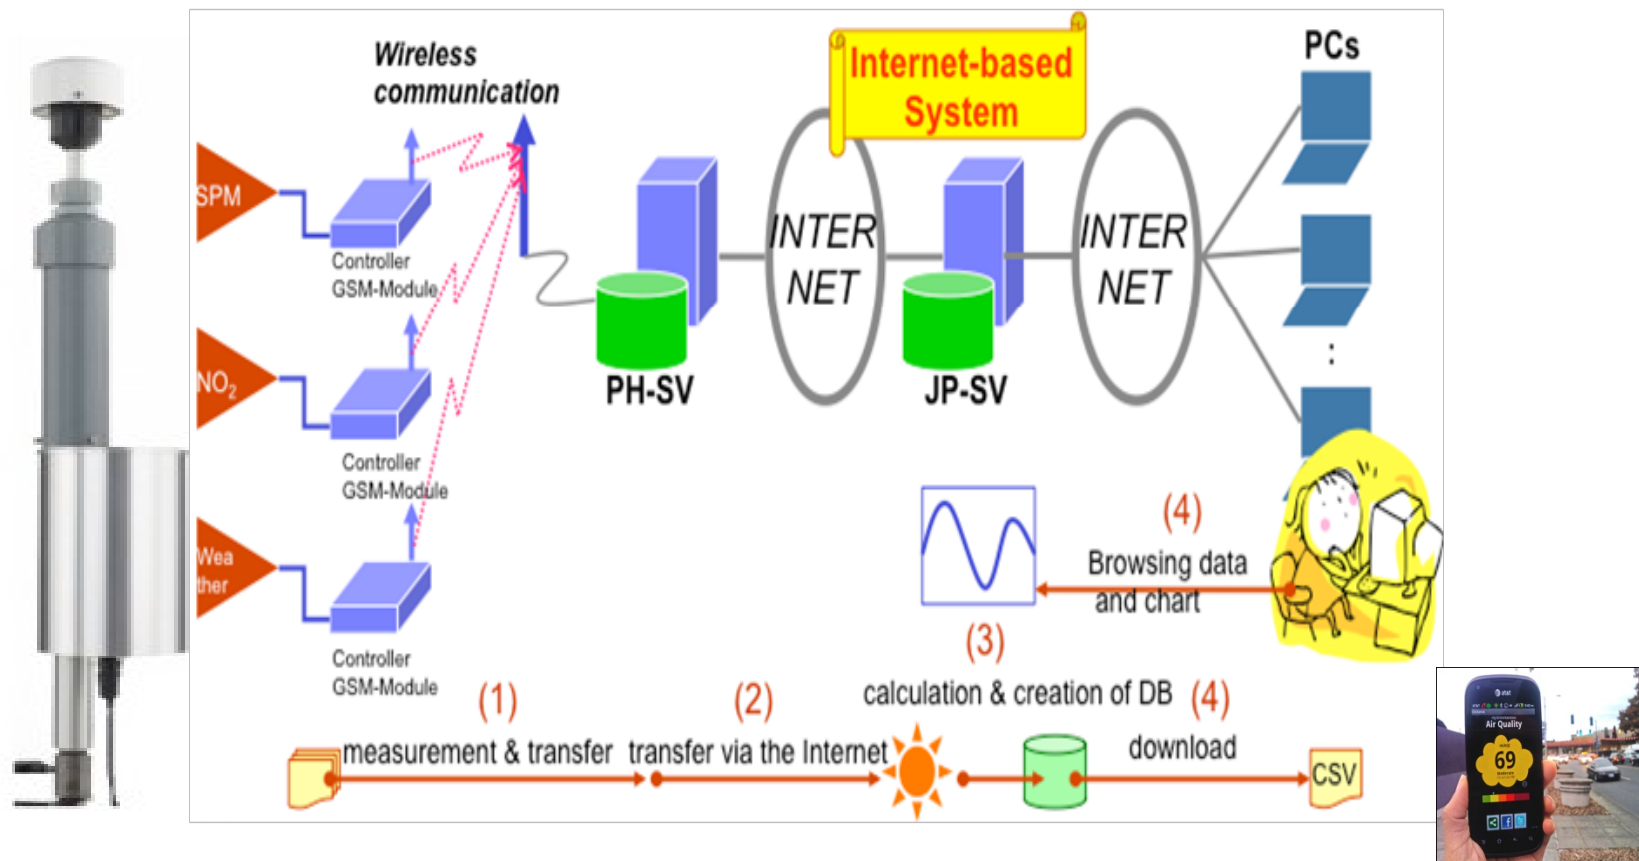 Wireless
communication
Internet-based
System
PCs
SPM
Controller
GSM-Module
NO₂
Controller
GSM-Module
Wea
ther
Controller
GSM-Module
PH-SV
INTER
NET
JP-SV
INTER
NET
:
(4)
Browsing data
and chart
(3)
calculation & creation of DB
(1)
measurement & transfer
(2)
transfer via the Internet
(4)
download
CSV
at&t
Air Quality
69